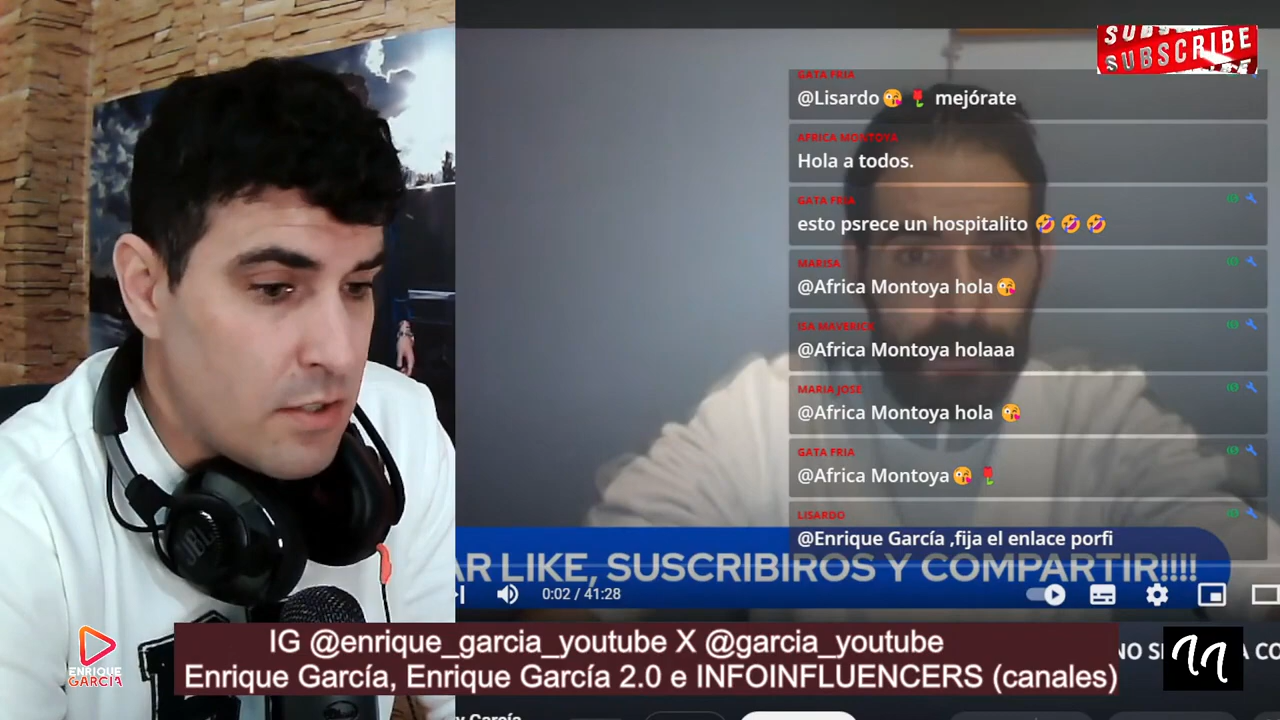 SUBSCRIBE
GATA FRIA
@Lisardo😘🌷 mejórate
AFRICA MONTOYA
Hola a todos.
GATA FRIA
esto psrece un hospitalito 🤣🤣🤣
MARISA
@Africa Montoya hola😘
ISA MAVERICK
@Africa Montoya holaaa
MARIA JOSE
@Africa Montoya hola 😘
GATA FRIA
@Africa Montoya😘🌷
LISARDO
@Enrique García ,fija el enlace porfi
AR LIKE, SUSCRIBIROS Y COMPARTIR!!!!
0:02 / 41:28
JBL
IG @enrique_garcia_youtube X @garcia_youtube
Enrique García, Enrique García 2.0 e INFOINFLUENCERS (canales)
ENRIQUE
GARCÍA